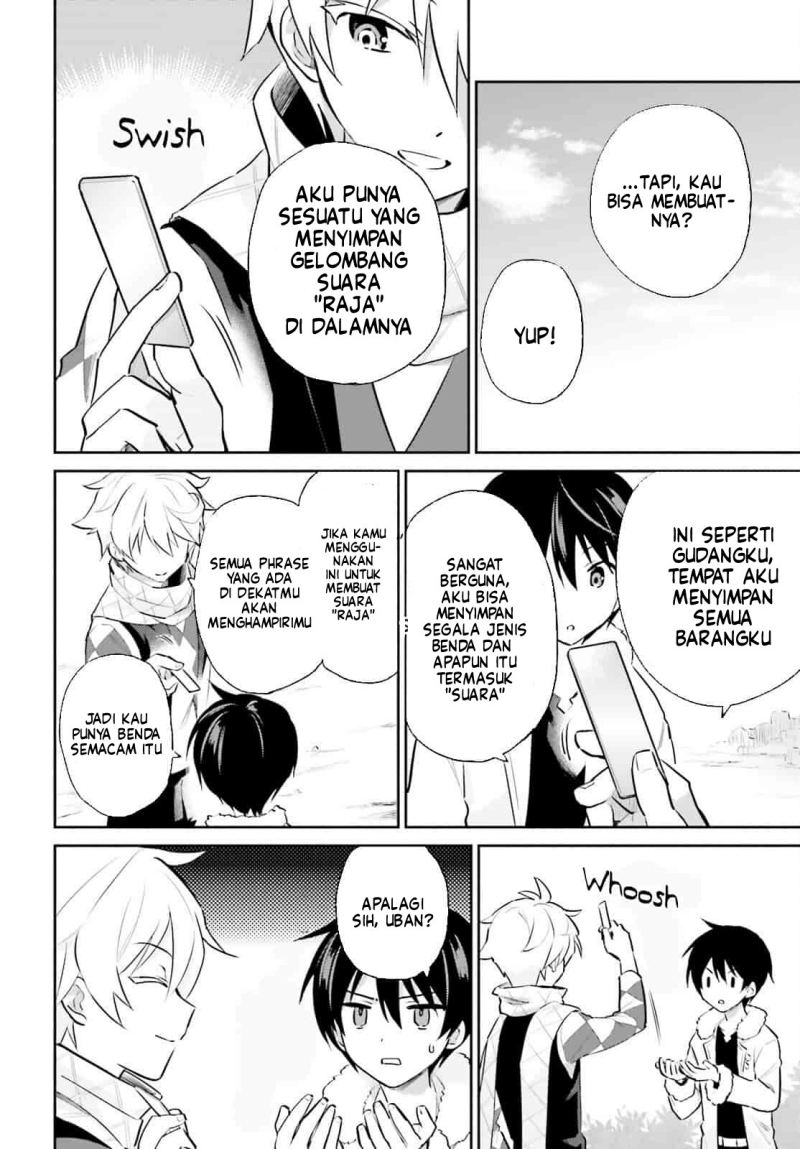 ...TAPI, KAU
BISA MEMBUAT-
NYA?
YUP!
Swish
AKU PUNYA
SESUATU YANG
MENYIMPAN
GELOMBANG
SUARA
"RAJA"
DI DALAMNYA
INI SEPERTI
GUDANGKU,
TEMPAT AKU
MENYIMPAN
SEMUA
BARANGKU
SANGAT
BERGUNA,
AKU BISA
MENYIMPAN
SEGALA JENIS
BENDA DAN
APAPUN ITU
TERMASUK
"SUARA"
JIKA KAMU
MENGGU-
NAKAN
INI UNTUK
MEMBUAT
SUARA
"RAJA"
SEMUA PHRASE
YANG ADA
DI DEKATMU
AKAN
MENGHAMPIRIMU
JADI KAU
PUNYA BENDA
SEMACAM ITU
Whoosh
APALAGI
SIH, UBAN?